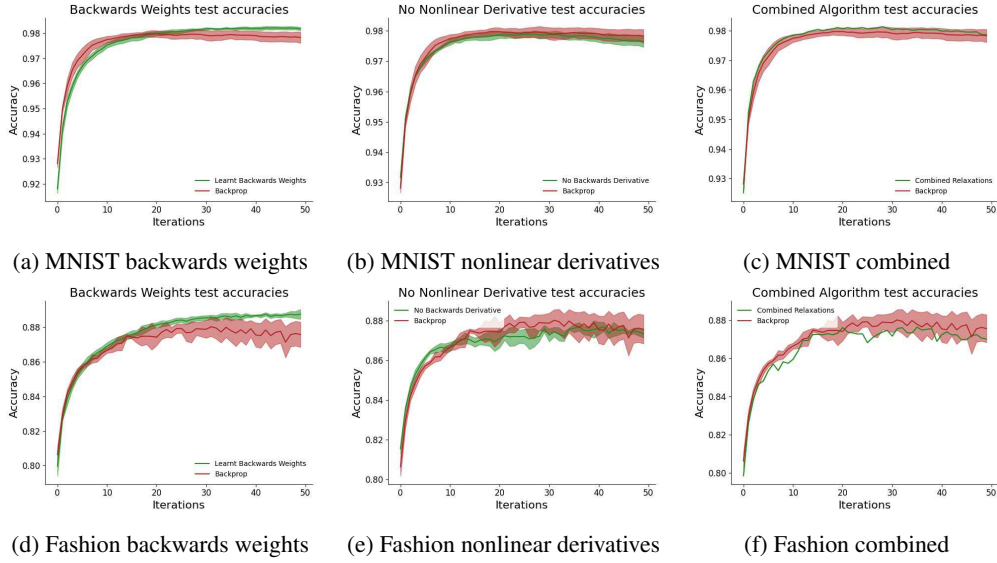 Backwards Weights test accuracies
Accuracy
0.98
0.97
0.96
0.95
0.94
0.93
0.92
Learnt Backwards Weights
Backprop
0 10 20 30 40 50
Iterations
(a) MNIST backwards weights
No Nonlinear Derivative test accuracies
Accuracy
0.98
0.97
0.96
0.95
0.94
0.93
No Backwards Derivative
Backprop
0 10 20 30 40 50
Iterations
(b) MNIST nonlinear derivatives
Combined Algorithm test accuracies
Accuracy
0.98
0.97
0.96
0.95
0.94
0.93
Combined Relaxations
Backprop
0 10 20 30 40 50
Iterations
(c) MNIST combined
Backwards Weights test accuracies
Accuracy
0.88
0.86
0.84
0.82
0.80
Learnt Backwards Weights
Backprop
0 10 20 30 40 50
Iterations
(d) Fashion backwards weights
No Nonlinear Derivative test accuracies
Accuracy
0.88
0.86
0.84
0.82
0.80
No Backwards Derivative
Backprop
0 10 20 30 40 50
Iterations
(e) Fashion nonlinear derivatives
Combined Algorithm test accuracies
Accuracy
0.88
0.86
0.84
0.82
0.80
Combined Relaxations
Backprop
0 10 20 30 40 50
Iterations
(f) Fashion combined